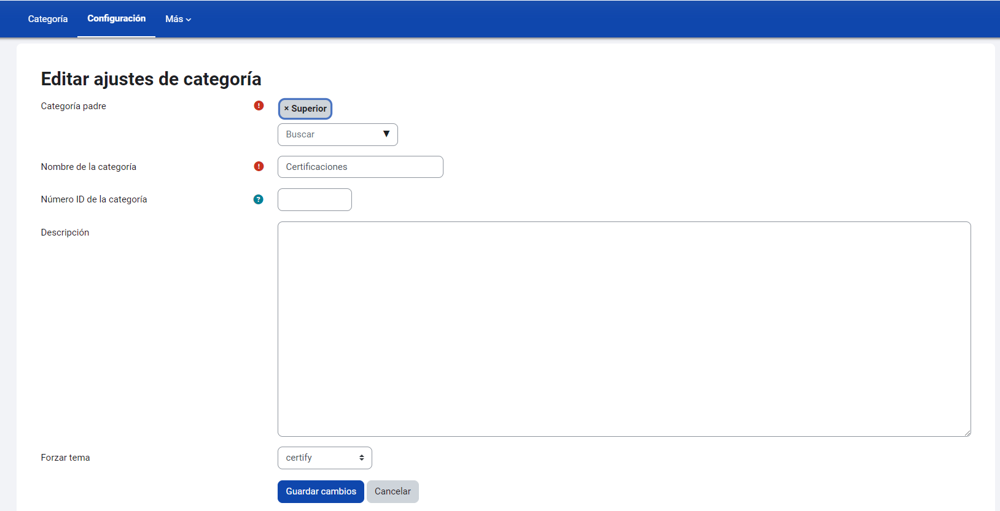 Categoría Configuración Más
Editar ajustes de categoría
Categoría padre
× Superior
Buscar
Nombre de la categoría
Certificaciones
Número ID de la categoría
Descripción
Forzar tema
certify
Guardar cambios
Cancelar